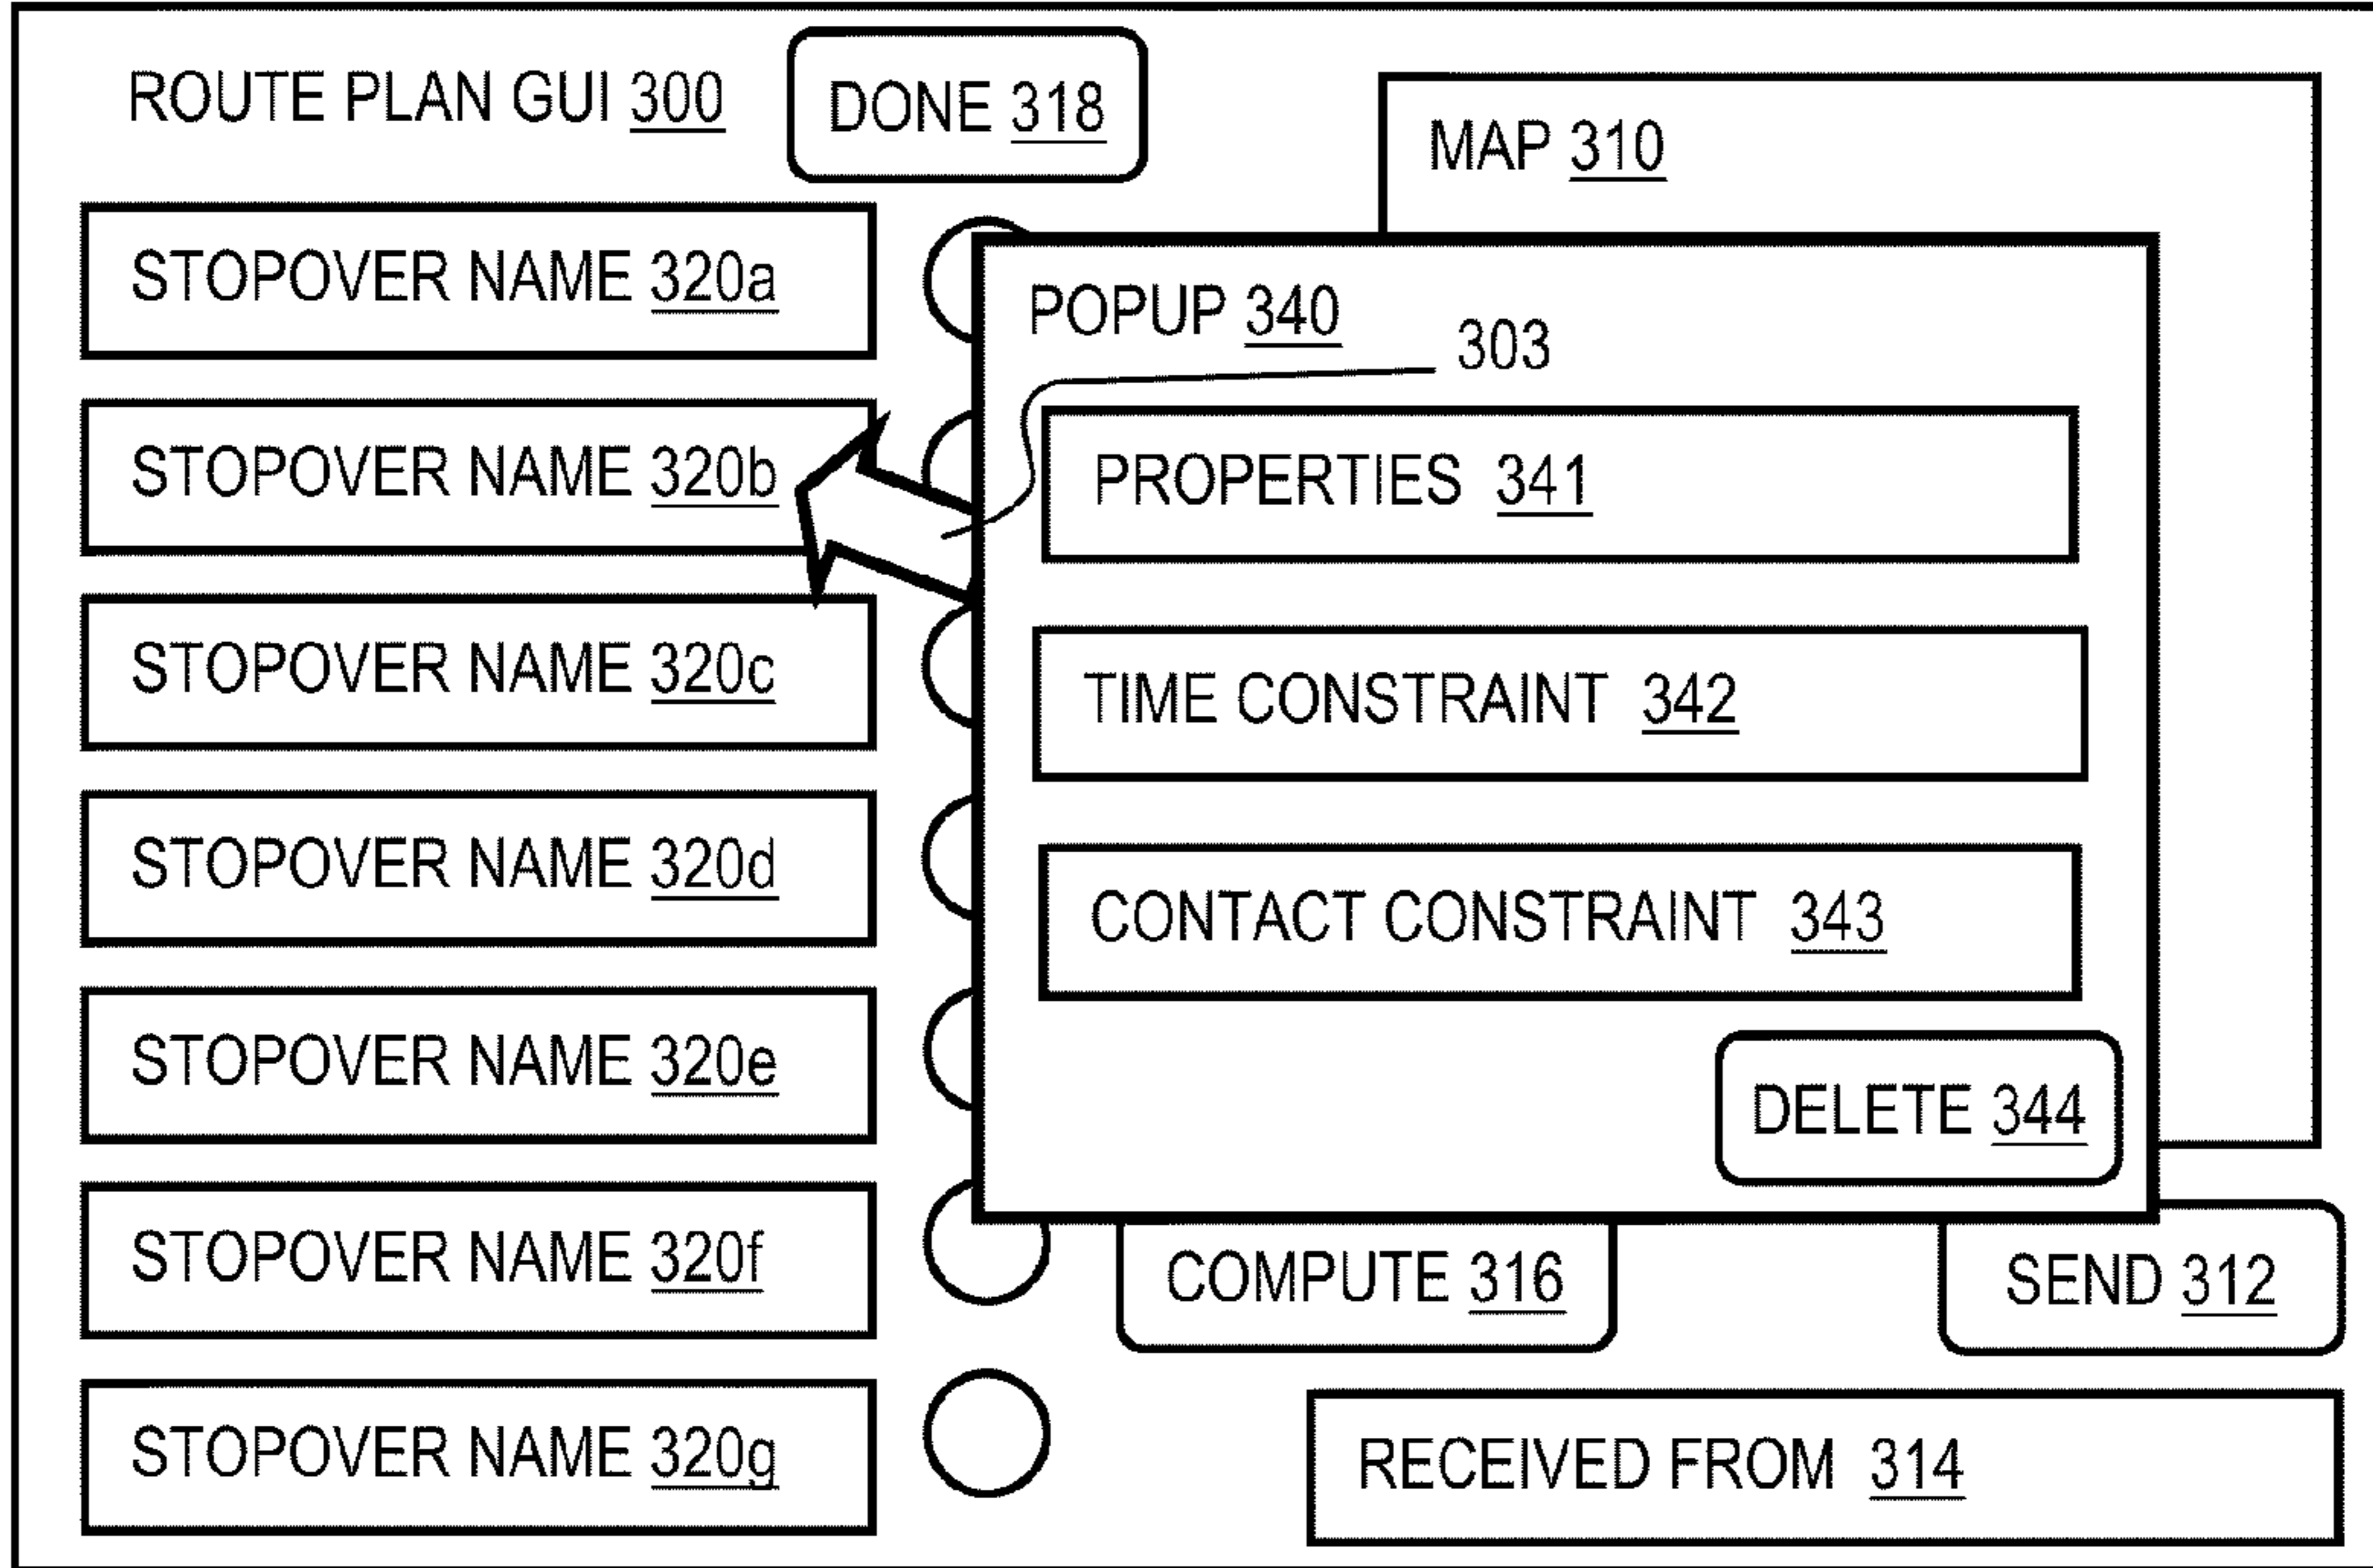 ROUTE PLAN GUI 300
DONE 318
MAP 310
STOPOVER NAME 320a
STOPOVER NAME 320b
STOPOVER NAME 320c
STOPOVER NAME 320d
STOPOVER NAME 320e
STOPOVER NAME 320f
STOPOVER NAME 320g
POPUP 340
303
PROPERTIES 341
TIME CONSTRAINT 342
CONTACT CONSTRAINT 343
DELETE 344
COMPUTE 316
SEND 312
RECEIVED FROM 314